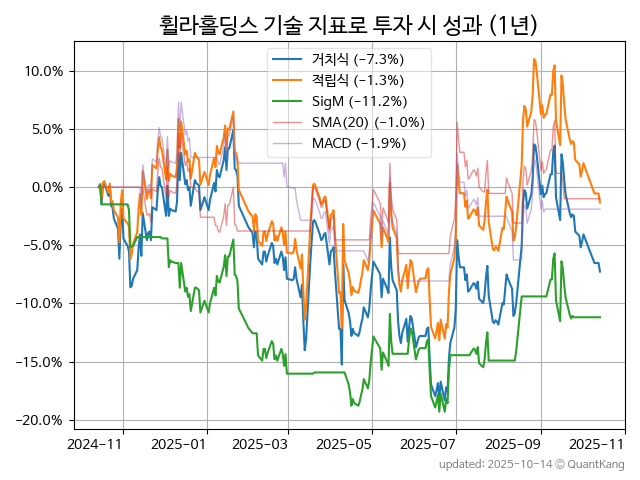 휠라홀딩스 기술 지표로 투자 시 성과 (1년)
거치식 (−7.3%)
적립식 (−1.3%)
SigM (−11.2%)
SMA(20) (−1.0%)
MACD (−1.9%)
10.0%
5.0%
0.0%
−5.0%
−10.0%
−15.0%
−20.0%
2024−11 2025−01 2025−03 2025−05 2025−07 2025−09 2025−11
updated: 2025-10-14 © QuantKang